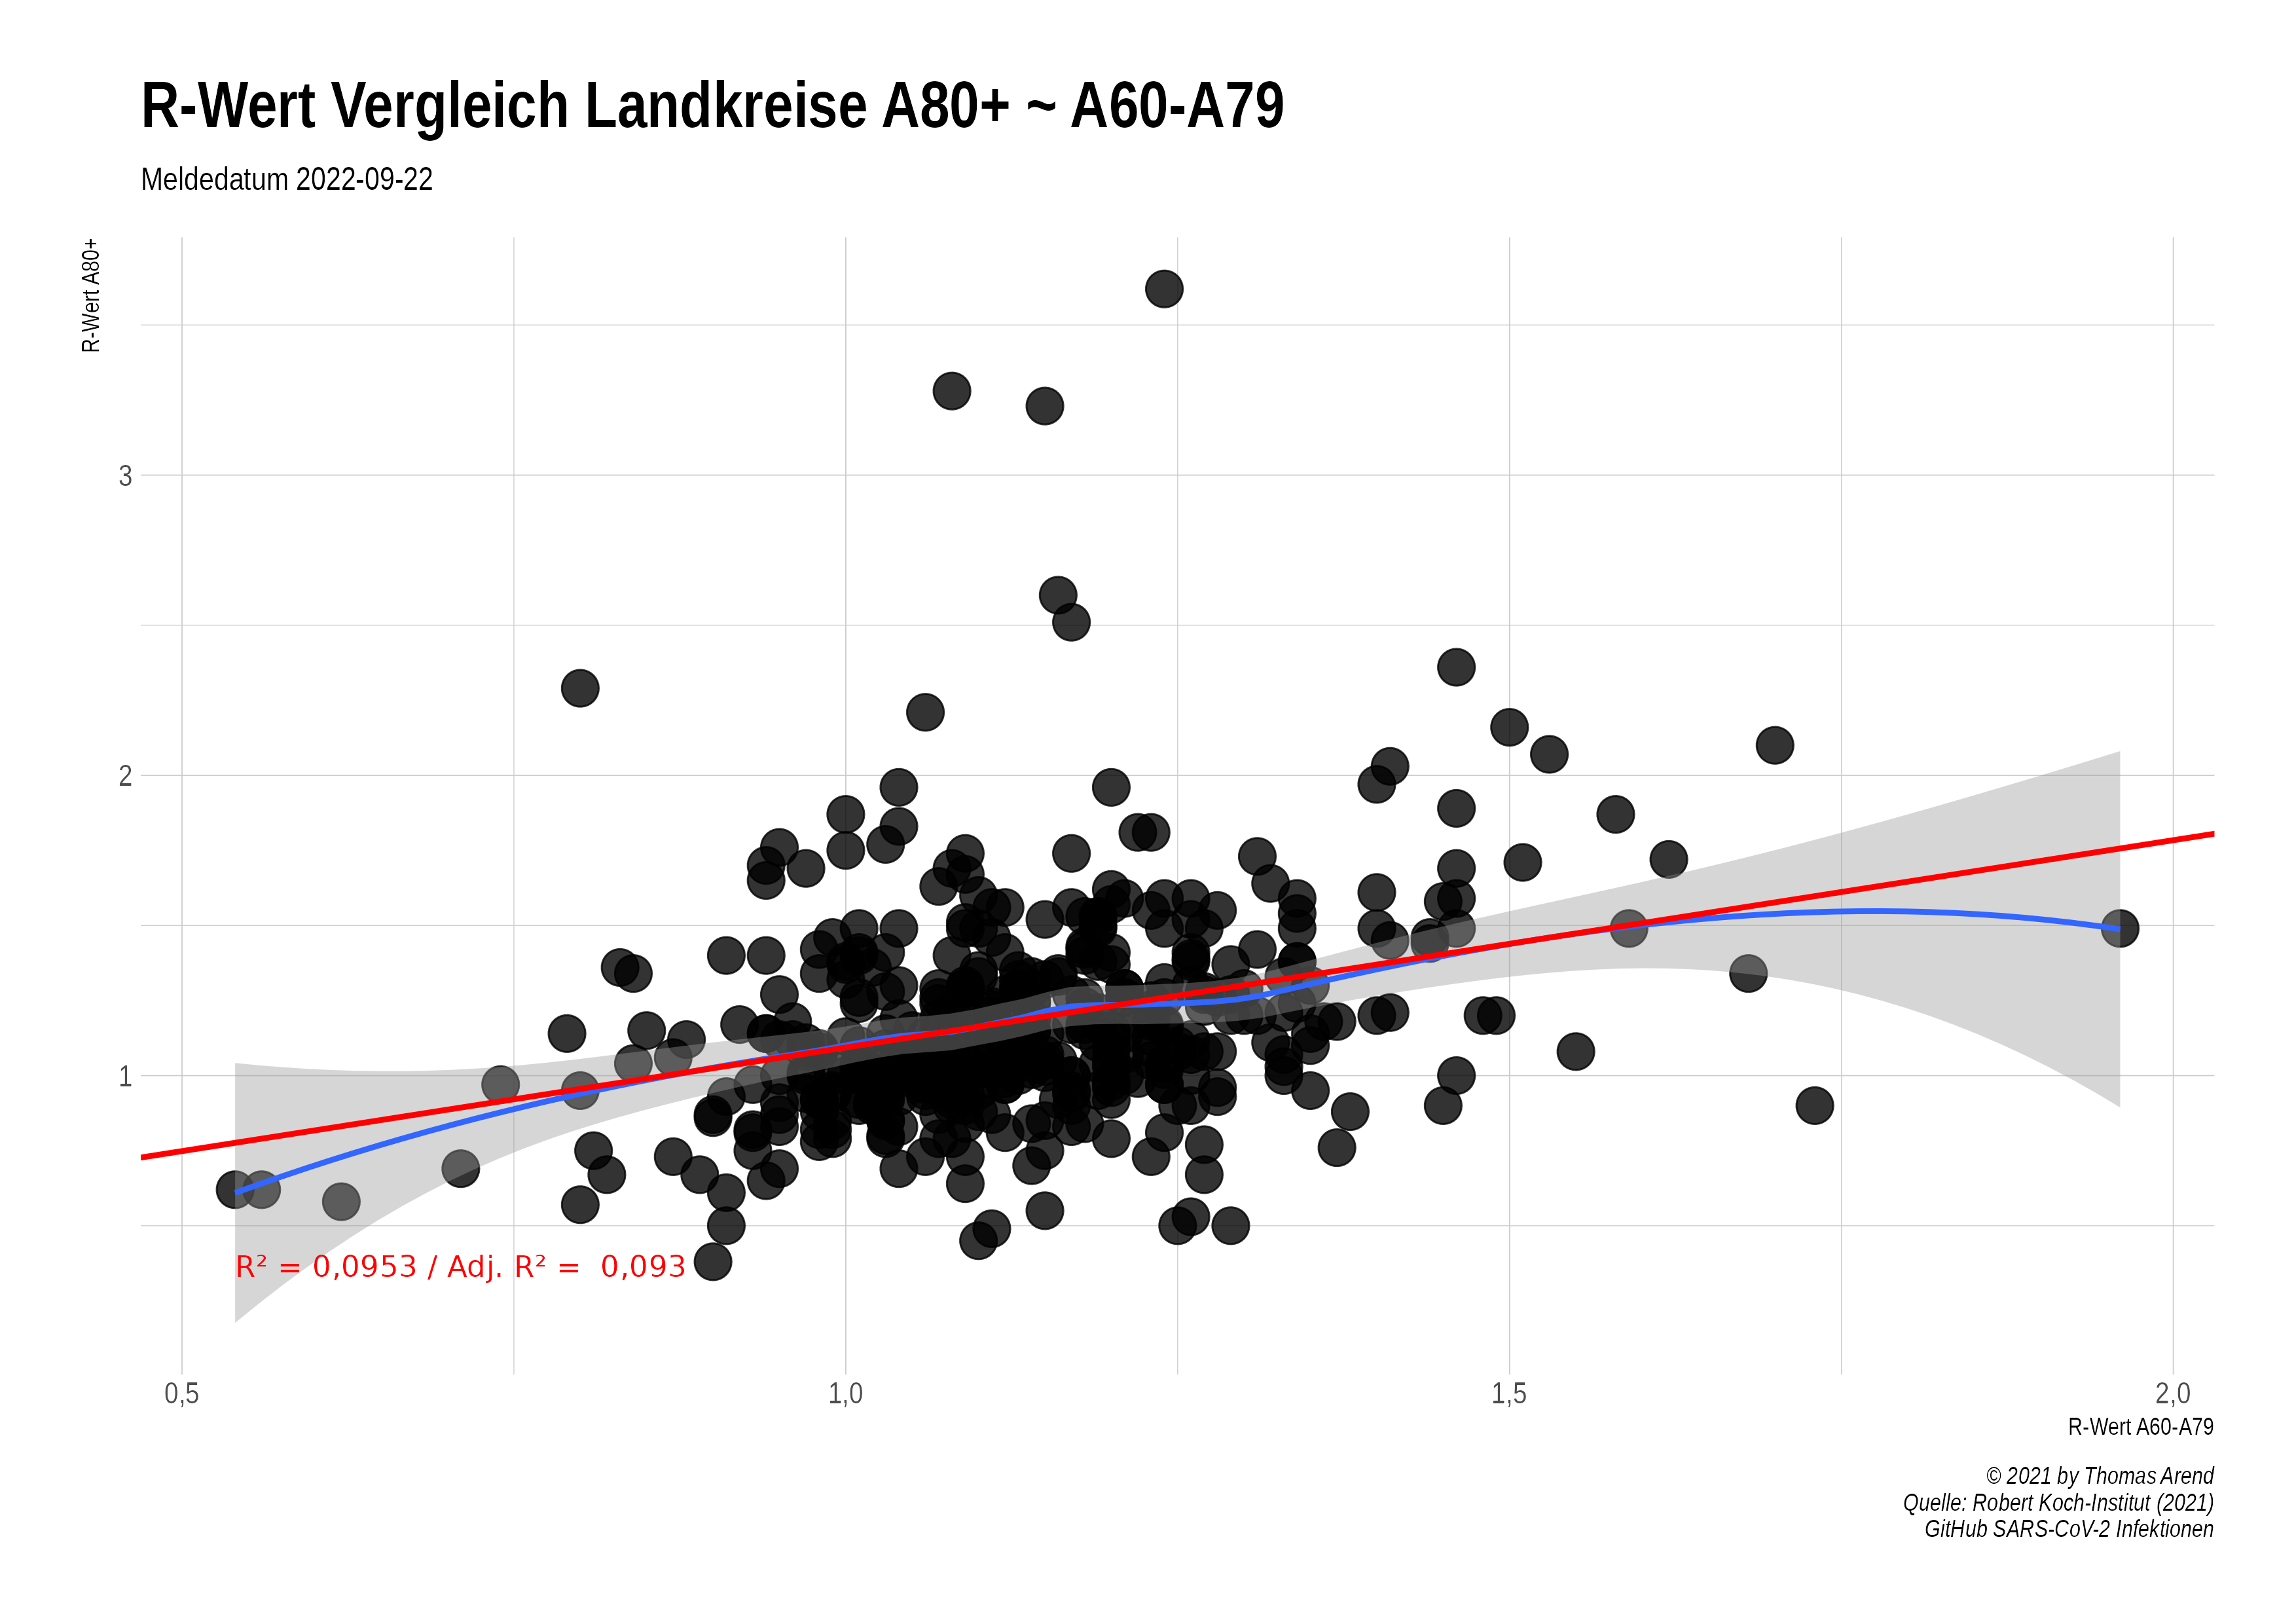 R-Wert Vergleich Landkreise A80+ ~ A60-A79
Meldedatum 2022-09-22
R-Wert A80+
3
2
1
R² = 0,0953 / Adj. R² =  0,093
0,5
1,0
1,5
2,0
R-Wert A60-A79
© 2021 by Thomas Arend
Quelle: Robert Koch-Institut (2021)
GitHub SARS-CoV-2 Infektionen